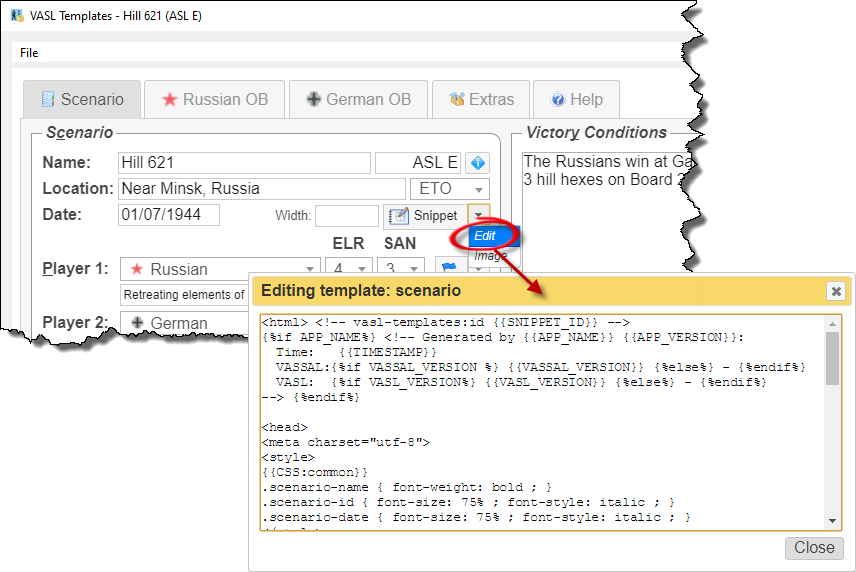 VASL Templates - Hill 621 (ASL E)
File
Scenario Russian OB German OB Extras Help
Scenario
Name: Hill 621 ASL E
Location: Near Minsk, Russia ETO
Date: 01/07/1944 Width: Snippet
Edit
Image
ELR SAN
Player 1: Russian 4 3
Retreating elements of
Player 2: German
Victory Conditions
The Russians win at Ga
3 hill hexes on Board 2
Editing template: scenario
<html> <!-- vasl-templates:id {{SNIPPET_ID}} -->
{%if APP_NAME%} <!-- Generated by {{APP_NAME}} {{APP_VERSION}}:
  Time:   {{TIMESTAMP}}
  VASSAL:{%if VASSAL_VERSION %} {{VASSAL_VERSION}} {%else%} - {%endif%}
  VASL:  {%if VASL_VERSION%} {{VASL_VERSION}} {%else%} - {%endif%}
--> {%endif%}
<head>
<meta charset="utf-8">
<style>
{{CSS:common}}
.scenario-name { font-weight: bold ; }
.scenario-id { font-size: 75% ; font-style: italic ; }
.scenario-date { font-size: 75% ; font-style: italic ; }
Close